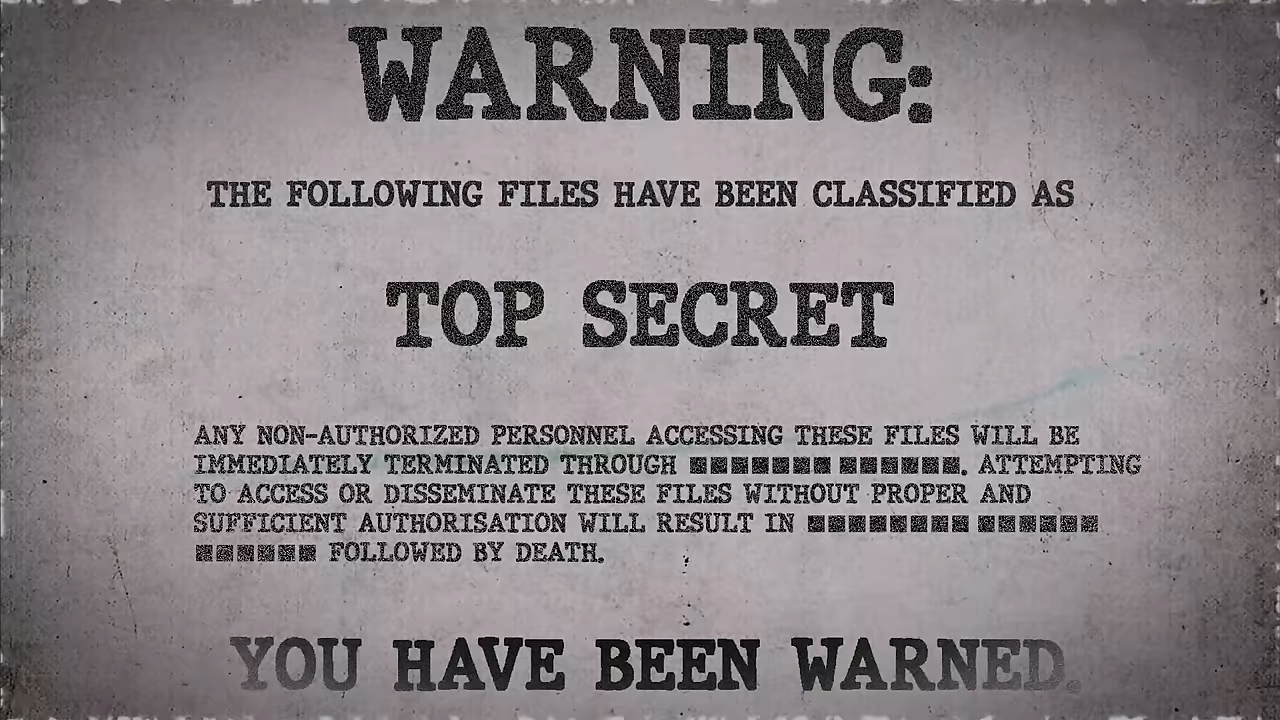 WARNING:
THE FOLLOWING FILES HAVE BEEN CLASSIFIED AS
TOP SECRET
ANY NON-AUTHORIZED PERSONNEL ACCESSING THESE FILES WILL BE
IMMEDIATELY TERMINATED THROUGH ■■■■■■■ ■■■■■■. ATTEMPTING
TO ACCESS OR DISSEMINATE THESE FILES WITHOUT PROPER AND
SUFFICIENT AUTHORISATION WILL RESULT IN ■■■■■■■■ ■■■■■■
■■■■■■ FOLLOWED BY DEATH.
YOU HAVE BEEN WARNED.